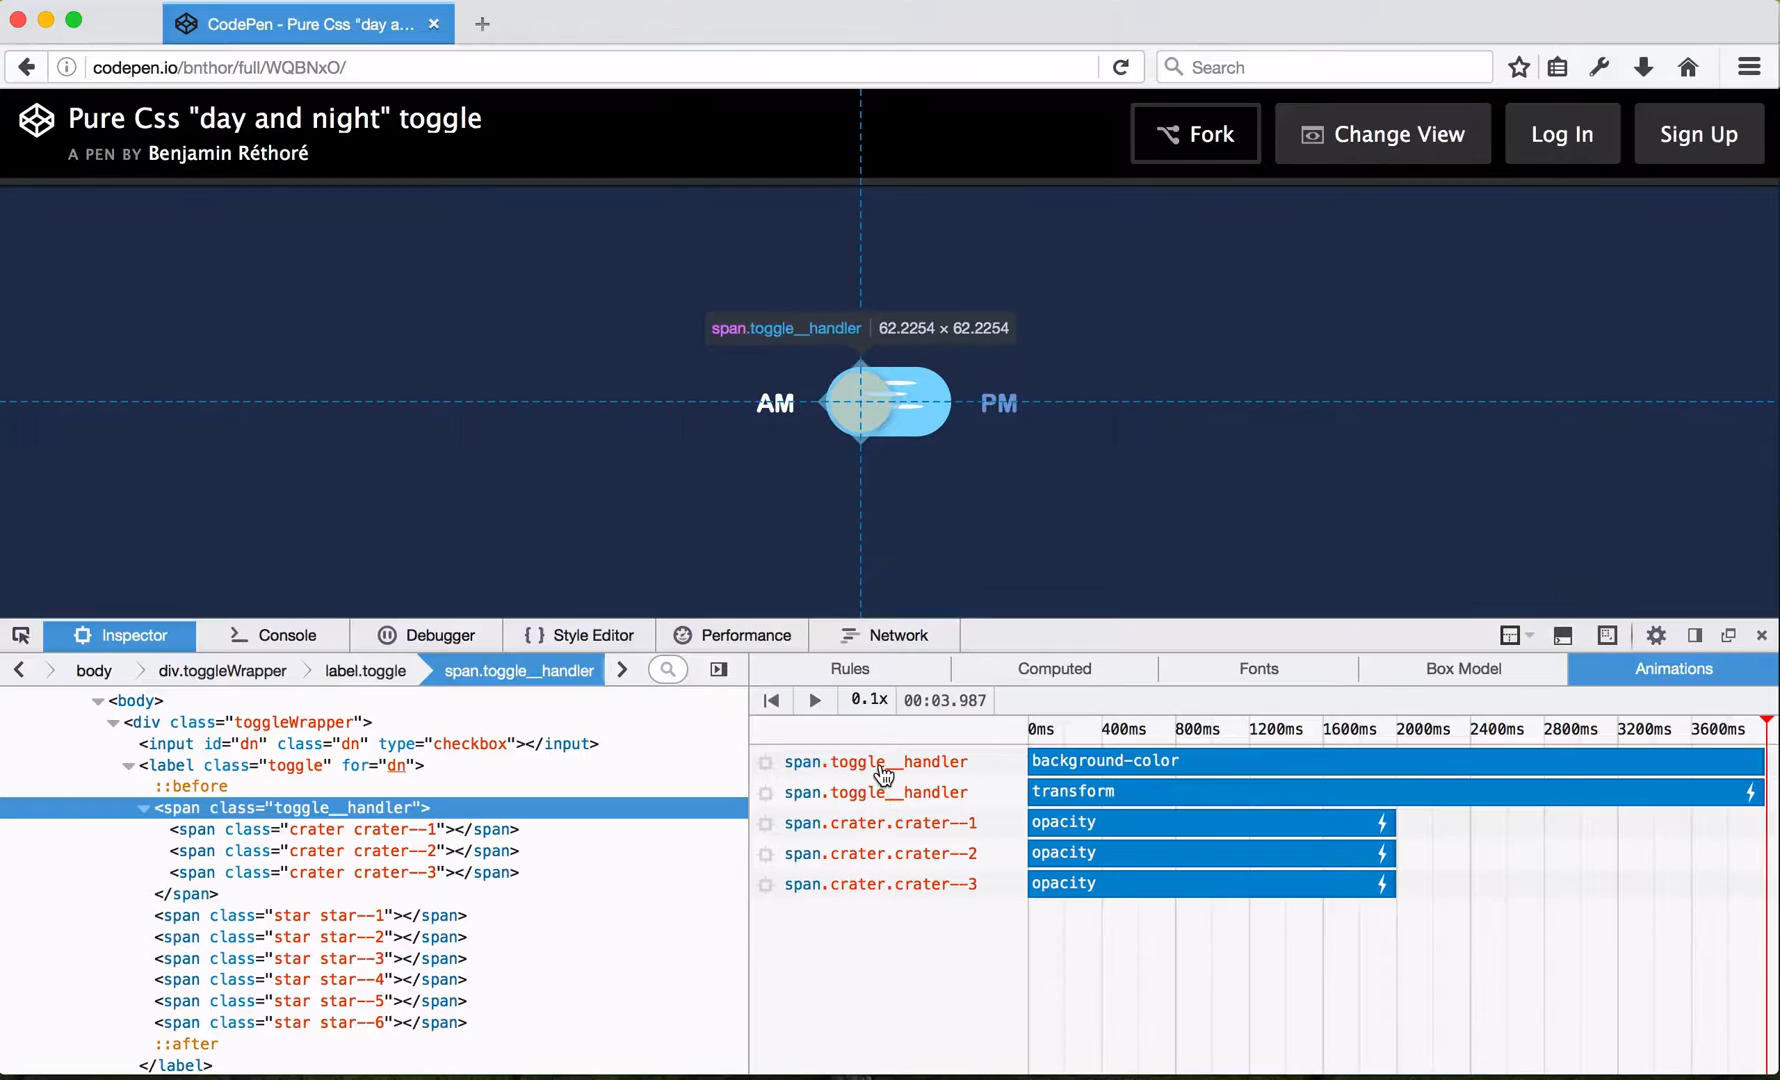 CodePen - Pure Css "day a...
codepen.io/bnthor/full/WQBNxO/
Search
Pure Css "day and night" toggle
A PEN BY Benjamin Réthoré
Fork
Change View
Log In
Sign Up
span.toggle__handler
62.2254 × 62.2254
AM
PM
Inspector
Console
Debugger
Style Editor
Performance
Network
body
div.toggleWrapper
label.toggle
span.toggle__handler
Rules
Computed
Fonts
Box Model
Animations
<body>
<div class="toggleWrapper">
<input id="dn" class="dn" type="checkbox"></input>
<label class="toggle" for="dn">
::before
<span class="toggle__handler">
<span class="crater crater--1"></span>
<span class="crater crater--2"></span>
<span class="crater crater--3"></span>
</span>
<span class="star star--1"></span>
<span class="star star--2"></span>
<span class="star star--3"></span>
<span class="star star--4"></span>
<span class="star star--5"></span>
<span class="star star--6"></span>
::after
</label>
0.1x
00:03.987
0ms 400ms 800ms 1200ms 1600ms 2000ms 2400ms 2800ms 3200ms 3600ms
span.toggle__handler background-color
span.toggle__handler transform
span.crater.crater--1 opacity
span.crater.crater--2 opacity
span.crater.crater--3 opacity